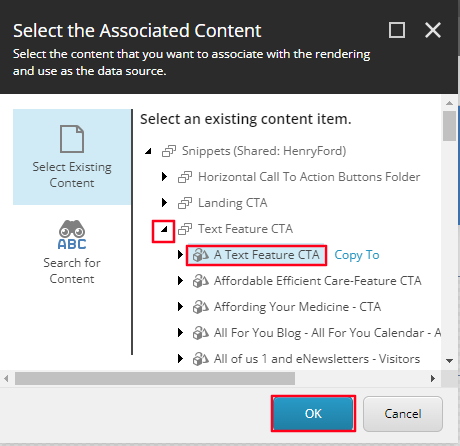 Select the Associated Content
Select the content that you want to associate with the rendering
and use as the data source.
Select Existing
Content
ABC
Search for
Content
Select an existing content item.
Snippets (Shared: HenryFord)
Horizontal Call To Action Buttons Folder
Landing CTA
Text Feature CTA
A Text Feature CTA Copy To
Affordable Efficient Care-Feature CTA
Affording Your Medicine - CTA
All For You Blog - All For You Calendar - A
All of us 1 and eNewsletters - Visitors
OK
Cancel